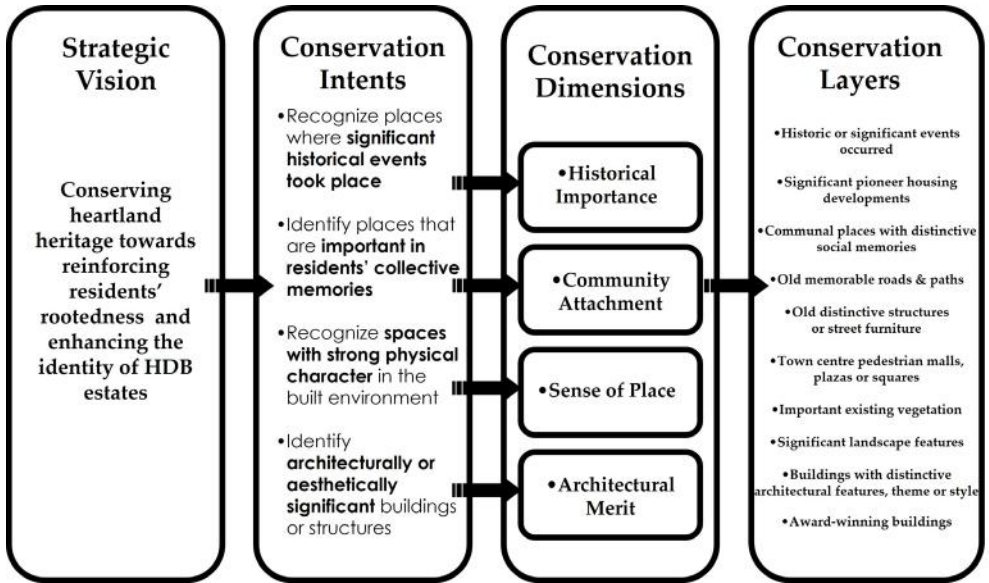 Strategic
Vision
Conserving
heartland
heritage towards
reinforcing
residents'
rootedness and
enhancing the
identity of HDB
estates
Conservation
Intents
•Recognize places
where significant
historical events
took place
•Identify places that
are important in
residents' collective
memories
•Recognize spaces
with strong physical
character in the
built environment
•Identify
architecturally or
aesthetically
significant buildings
or structures
Conservation
Dimensions
•Historical
Importance
•Community
Attachment
•Sense of Place
•Architectural
Merit
Conservation
Layers
•Historic or significant events
occurred
•Significant pioneer housing
developments
•Communal places with distinctive
social memories
•Old memorable roads & paths
•Old distinctive structures
or street furniture
•Town centre pedestrian malls,
plazas or squares
•Important existing vegetation
•Significant landscape features
•Buildings with distinctive
architectural features, theme or style
•Award-winning buildings